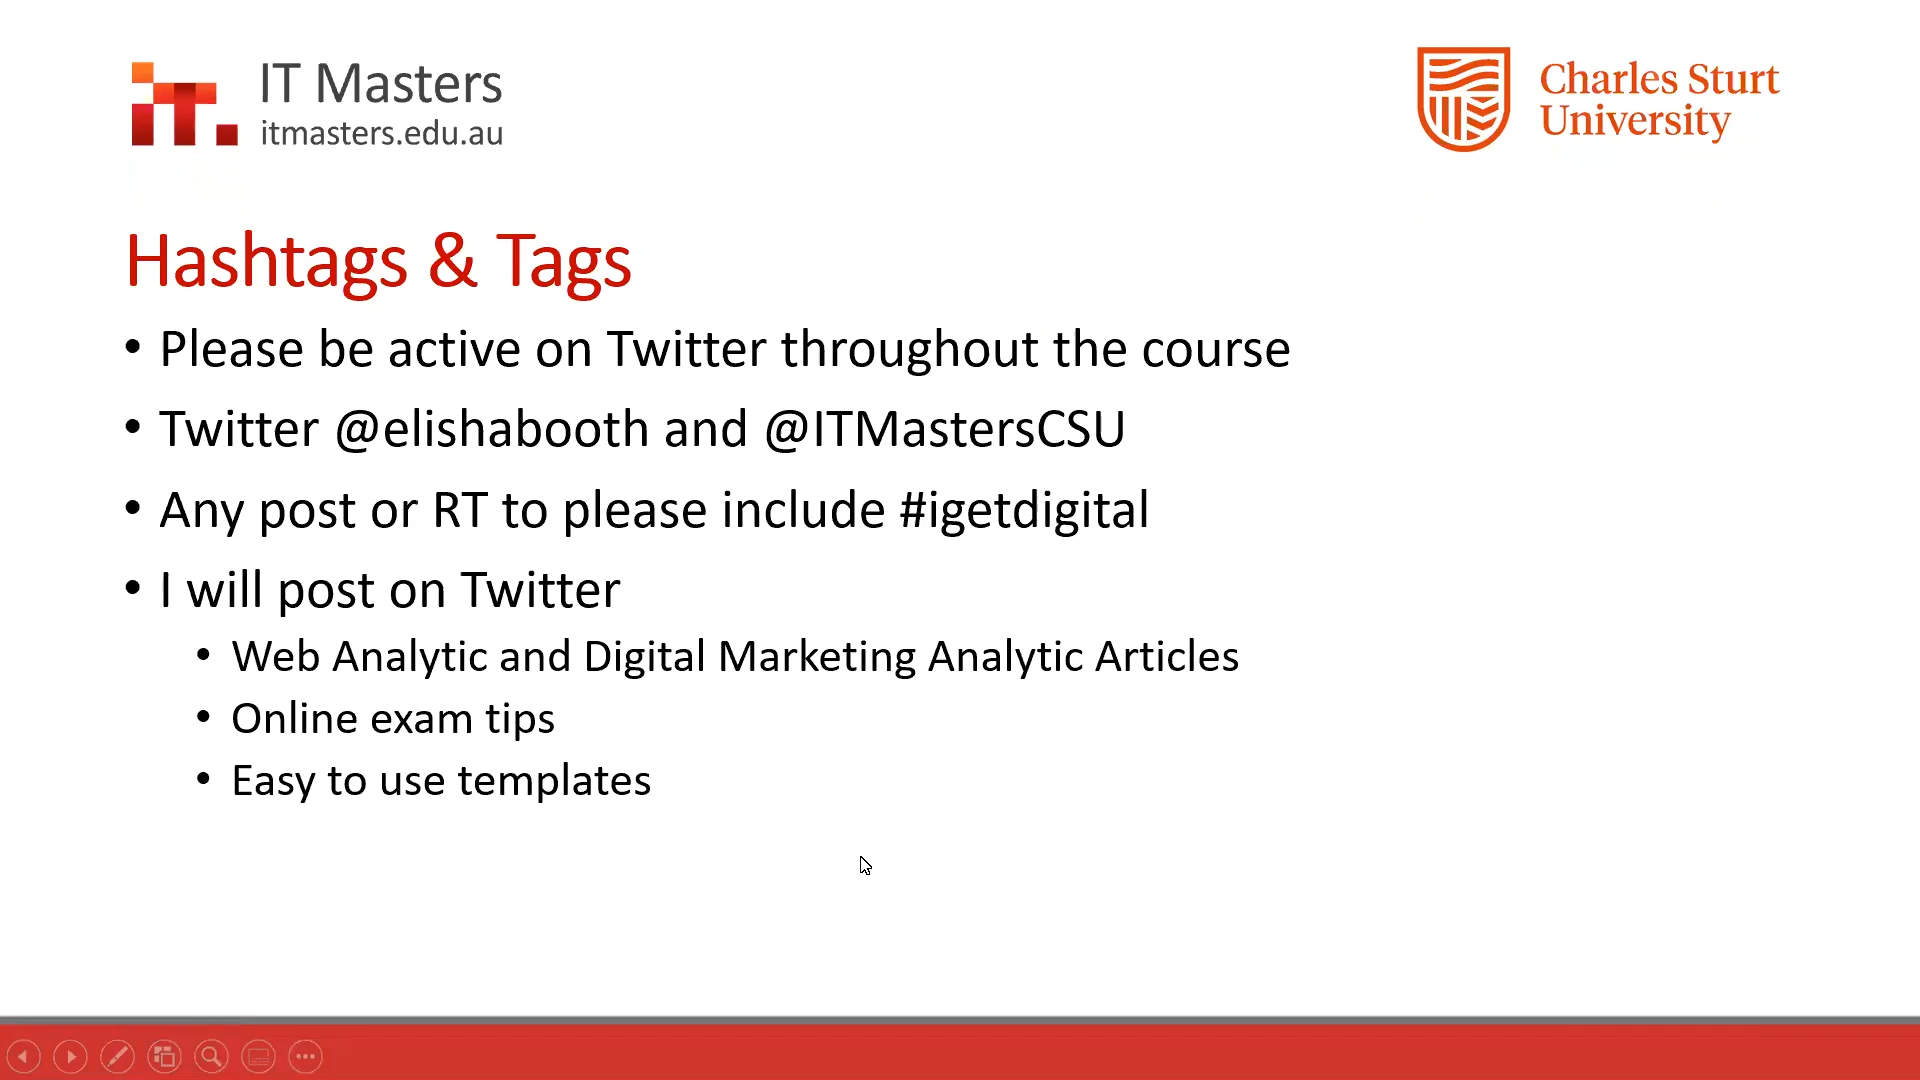 IT Masters
itmasters.edu.au
Charles Sturt
University
Hashtags & Tags
• Please be active on Twitter throughout the course
• Twitter @elishabooth and @ITMastersCSU
• Any post or RT to please include #igetdigital
• I will post on Twitter
• Web Analytic and Digital Marketing Analytic Articles
• Online exam tips
• Easy to use templates